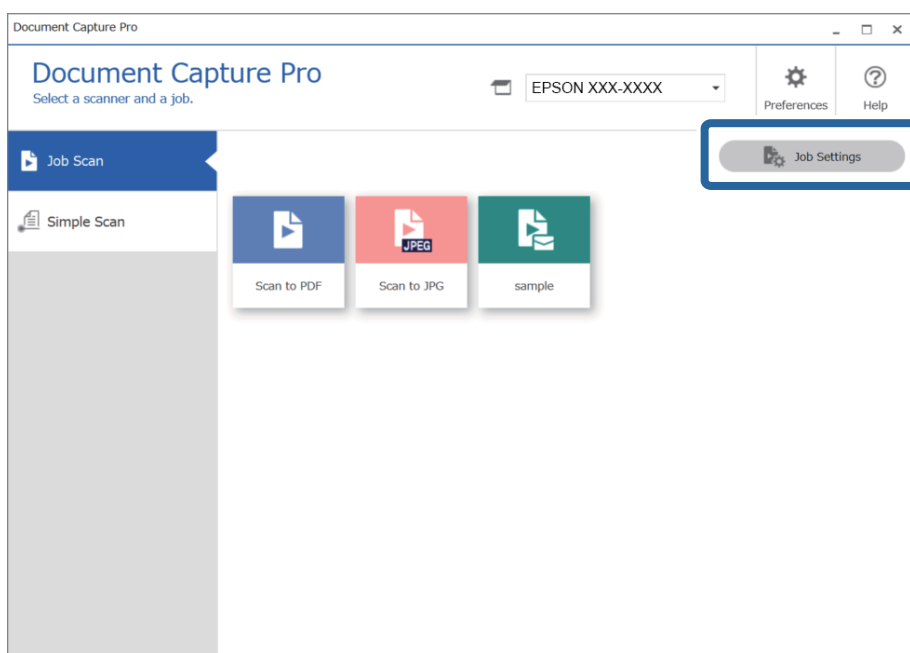 Document Capture Pro
Document Capture Pro
Select a scanner and a job.
EPSON XXX-XXXX
Preferences
Help
Job Scan
Job Settings
Simple Scan
JPEG
Scan to PDF
Scan to JPG
sample